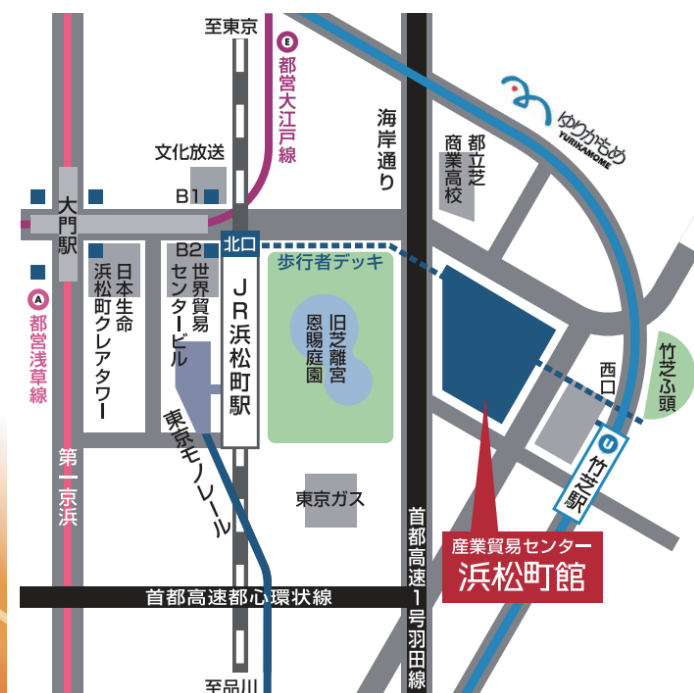 至東京
E
都営大江戸線
海岸通り
ゆりかもめ
YURIKAMOME
都立芝
商業高校
文化放送
B1
大門駅
B2
北口
歩行者デッキ
A
都営浅草線
日本生命
浜松町クレアタワー
世界貿易
センタービル
JR浜松町駅
旧芝離宮
恩賜庭園
竹芝ふ頭
西口
U
竹芝駅
東京モノレール
第一京浜
東京ガス
首都高速1号羽田線
産業貿易センター
浜松町館
首都高速都心環状線
至品川